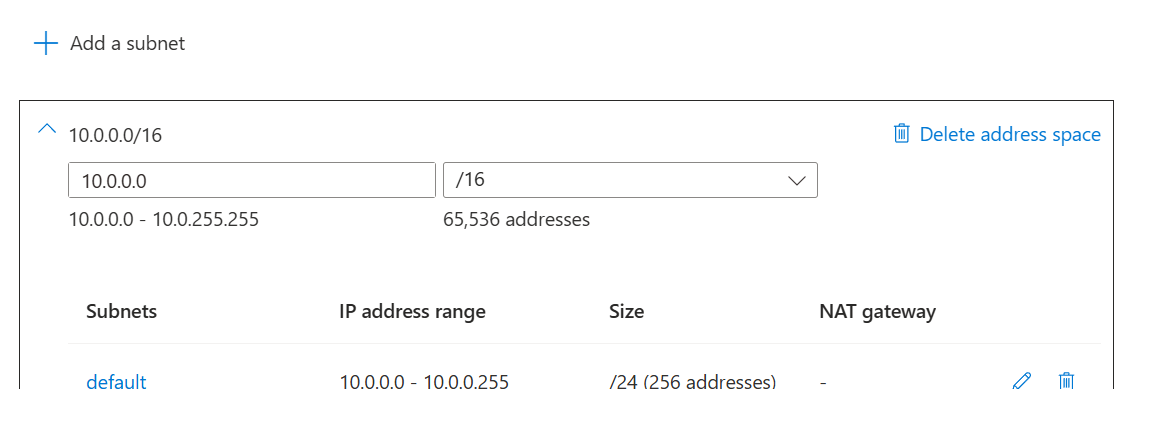 Add a subnet
10.0.0.0/16 Delete address space
10.0.0.0 /16
10.0.0.0 - 10.0.255.255 65,536 addresses
Subnets IP address range Size NAT gateway
default 10.0.0.0 - 10.0.0.255 /24 (256 addresses) -